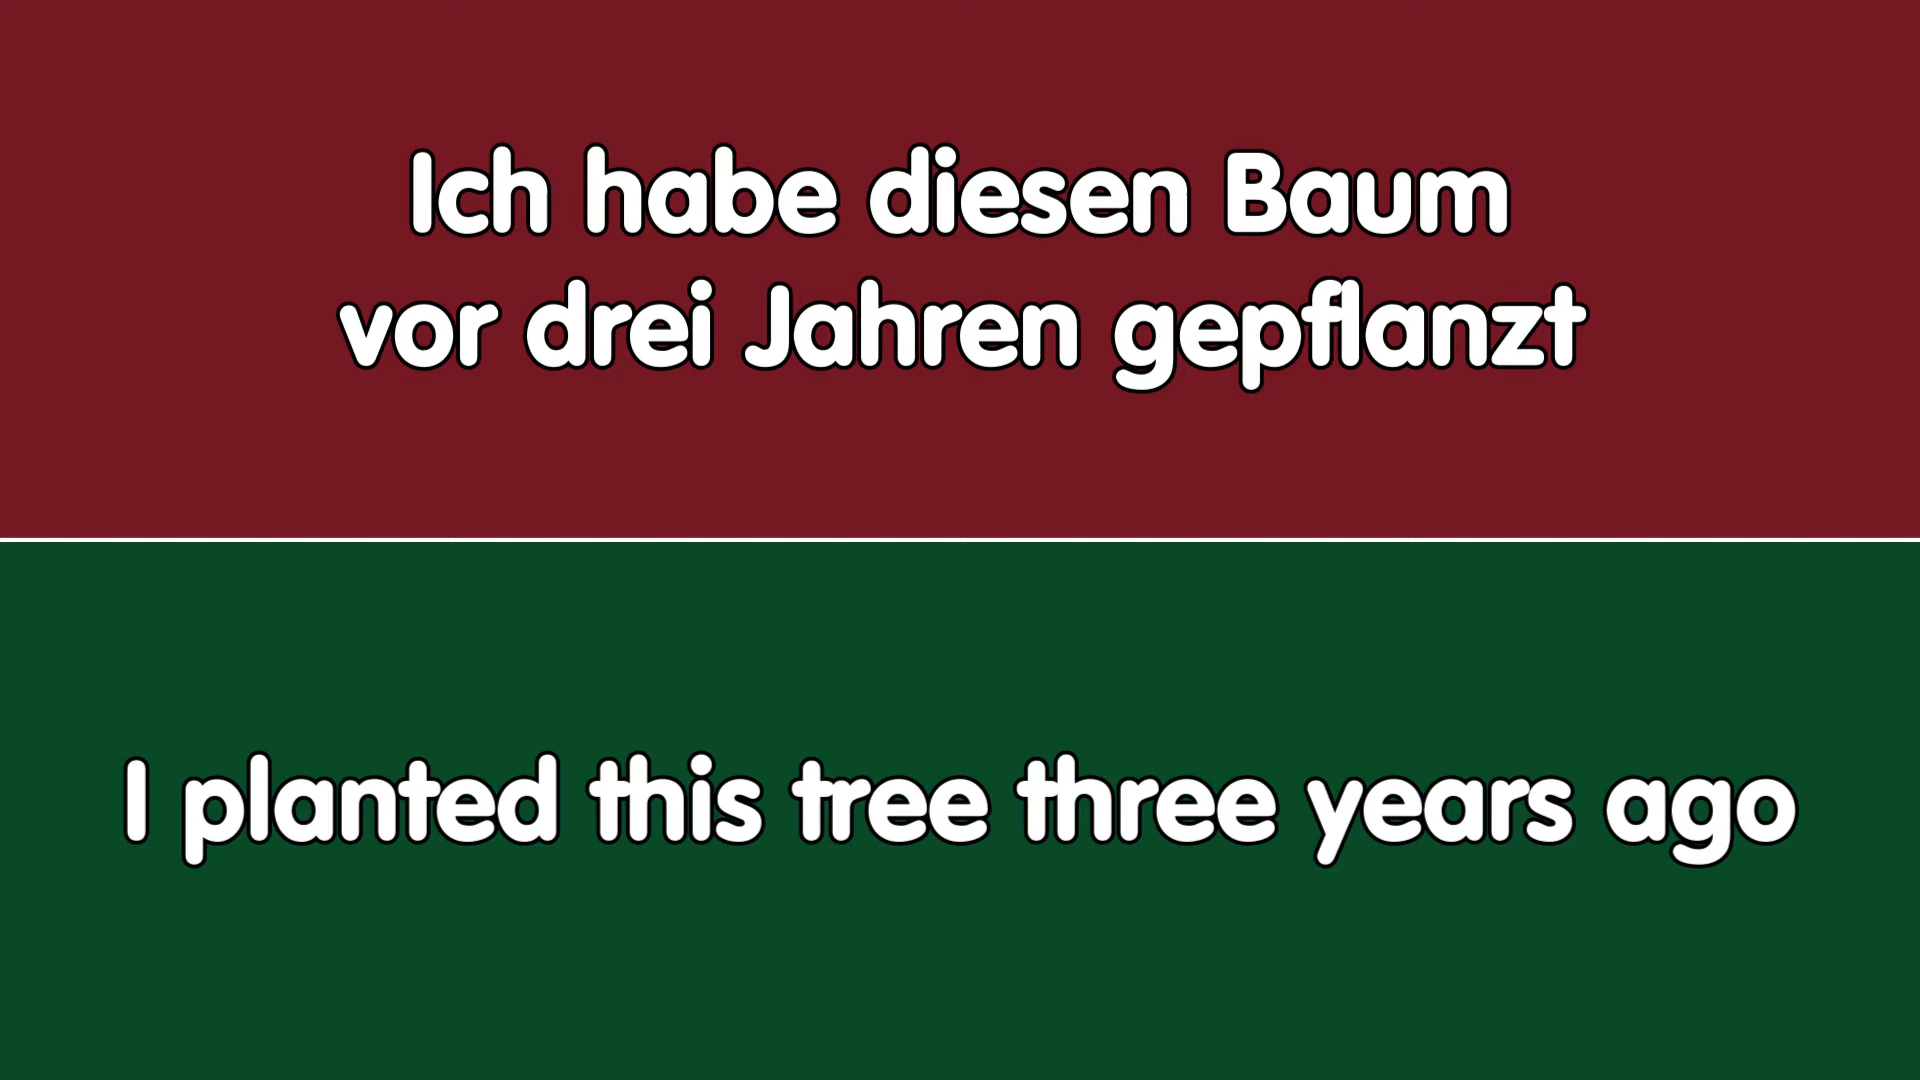 Ich habe diesen Baum
vor drei Jahren gepflanzt
I planted this tree three years ago